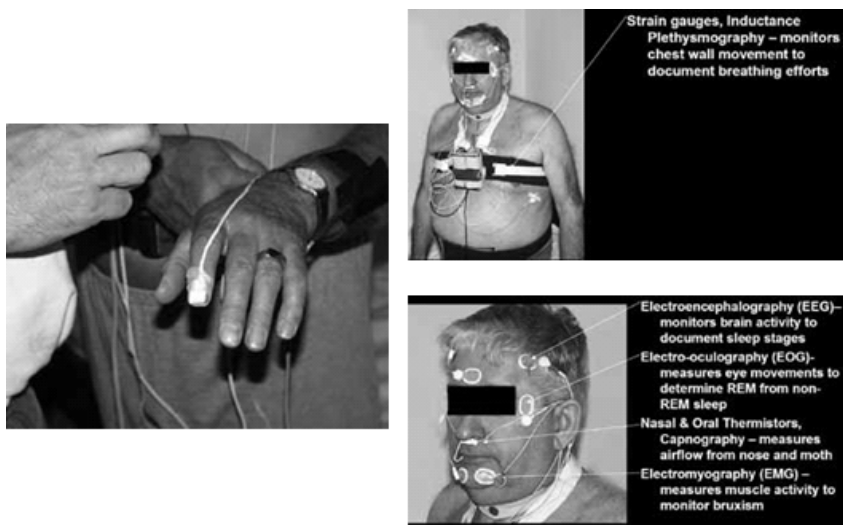 Strain gauges, Inductance
Plethysmography – monitors
chest wall movement to
document breathing efforts
Electroencephalography (EEG)–
monitors brain activity to
document sleep stages
Electro-oculography (EOG)-
measures eye movements to
determine REM from non-
REM sleep
Nasal & Oral Thermistors,
Capnography – measures
airflow from nose and moth
Electromyography (EMG) –
measures muscle activity to
monitor bruxism